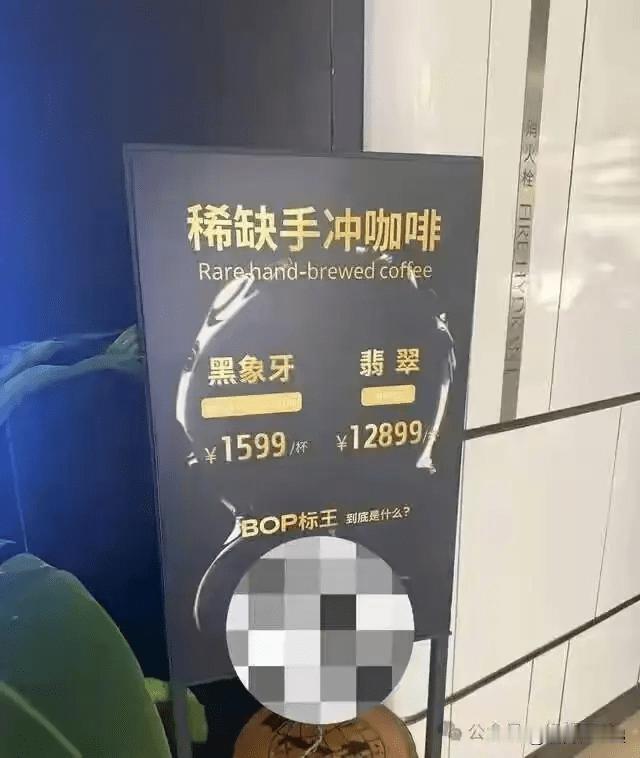 稀缺手冲咖啡
Rare hand-brewed coffee
黑象牙
翡翠
¥1599/杯
¥12899/
BOP标王 到底是什么?
消火栓 FIRE HYDRANT
公